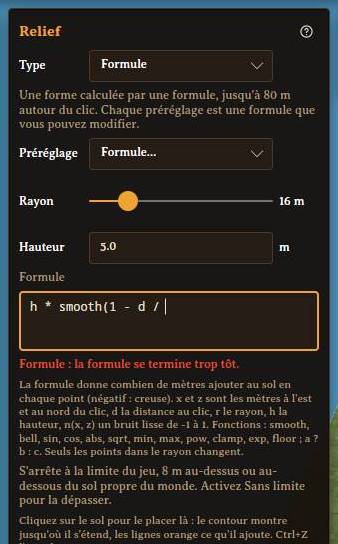 Relief
Type
Formule
Une forme calculée par une formule, jusqu'à 80 m
autour du clic. Chaque préréglage est une formule que
vous pouvez modifier.
Préréglage
Formule...
Rayon
16 m
Hauteur
5.0
m
Formule
h * smooth(1 - d /
Formule : la formule se termine trop tôt.
La formule donne combien de mètres ajouter au sol en
chaque point (négatif : creuse). x et z sont les mètres à l'est
et au nord du clic, d la distance au clic, r le rayon, h la
hauteur, n(x, z) un bruit lisse de -1 à 1. Fonctions : smooth,
bell, sin, cos, abs, sqrt, min, max, pow, clamp, exp, floor ; a ?
b : c. Seuls les points dans le rayon changent.
S'arrête à la limite du jeu, 8 m au-dessus ou au-
dessous du sol propre du monde. Activez Sans limite
pour la dépasser.
Cliquez sur le sol pour le placer là : le contour montre
jusqu'où il s'étend, les lignes orange ce qu'il ajoute. Ctrl+Z